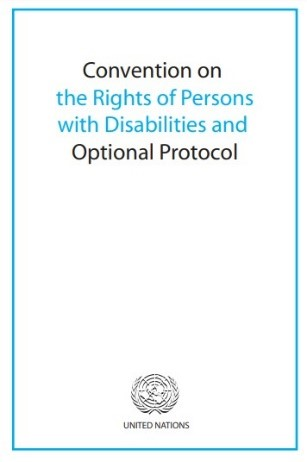 Convention on
the Rights of Persons
with Disabilities and
Optional Protocol
UNITED NATIONS